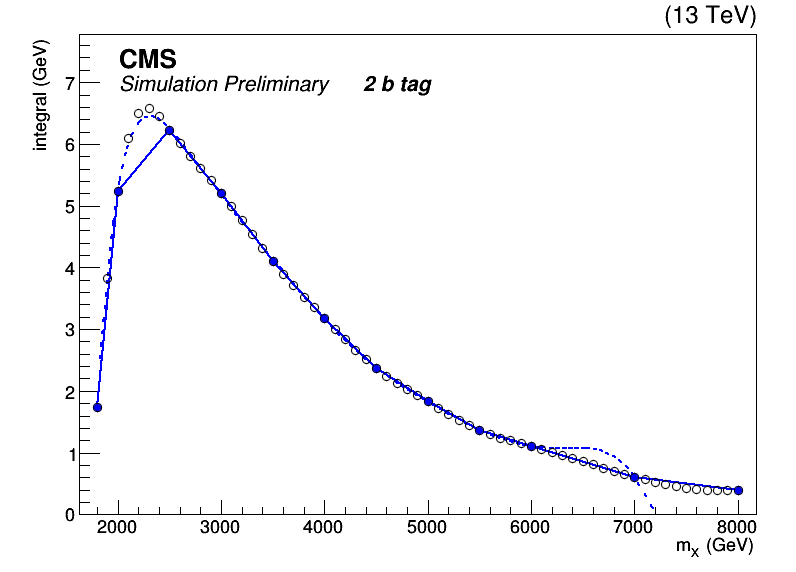 (13 TeV)
integral (GeV)
CMS
Simulation Preliminary 2 b tag
7
6
5
4
3
2
1
0
2000 3000 4000 5000 6000 7000 8000
mX (GeV)